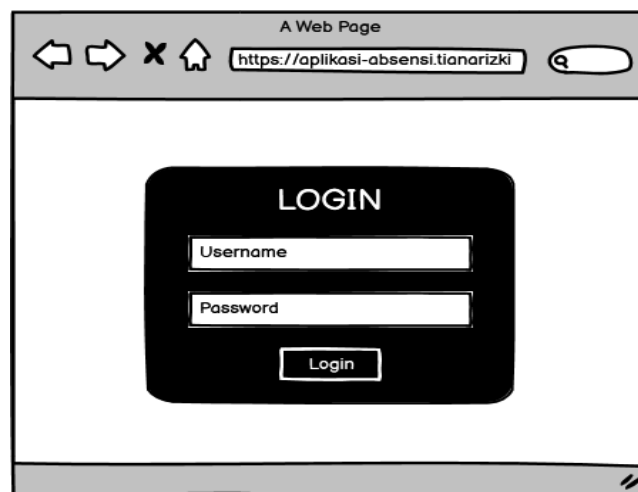 A Web Page
https://aplikasi-absensi.tianarizki
LOGIN
Username
Password
Login